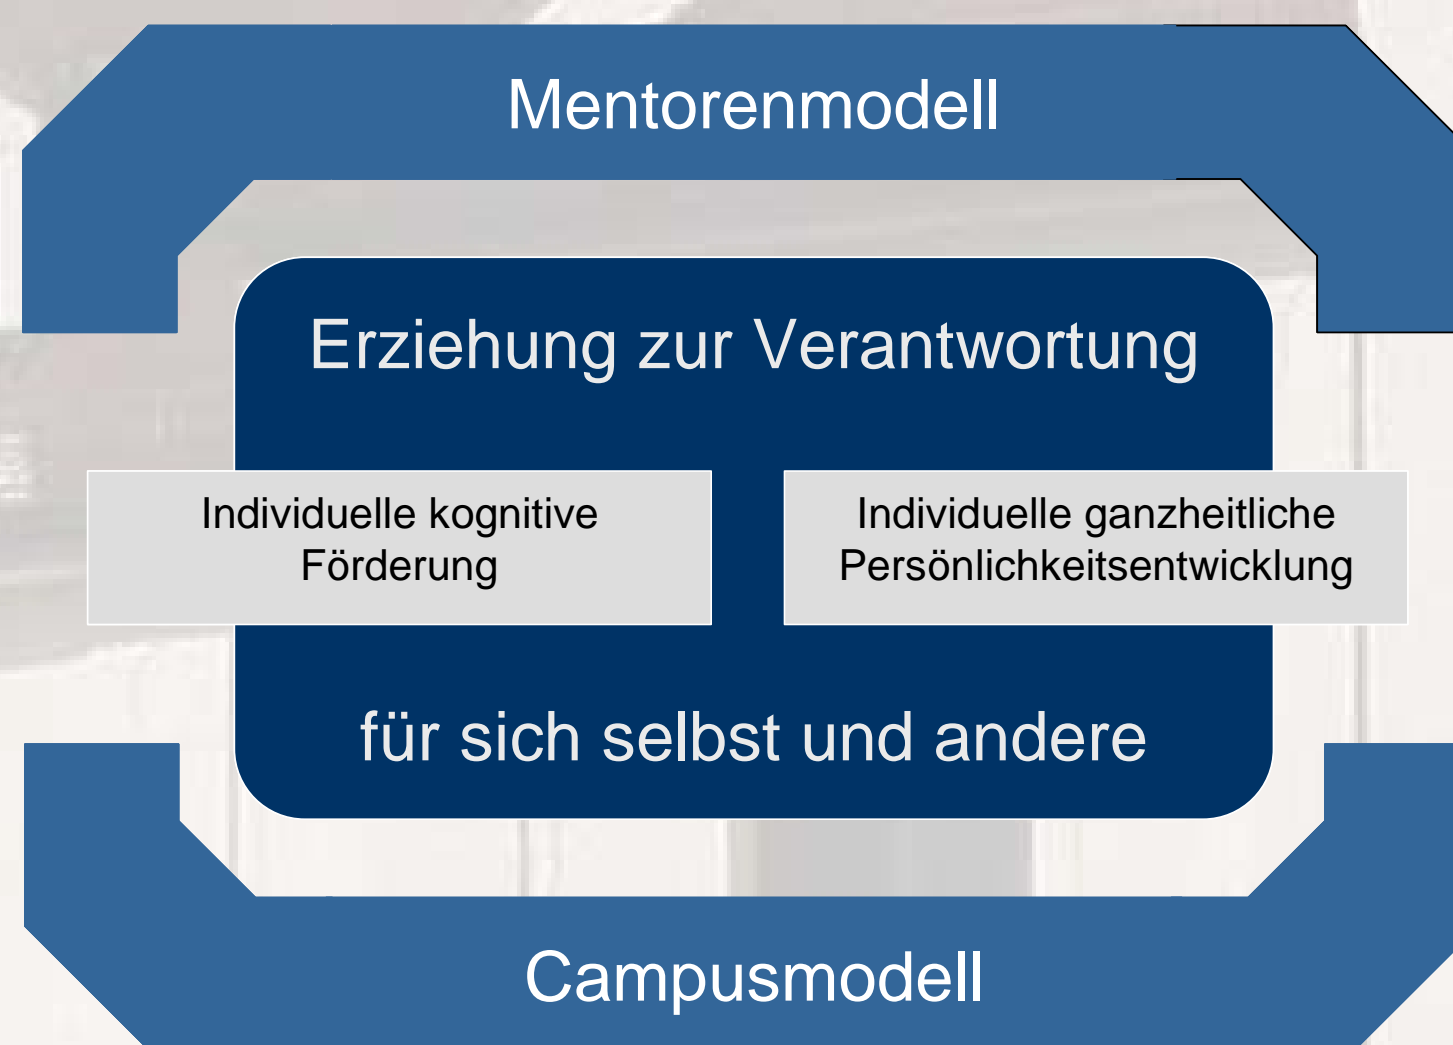 Mentorenmodell
Erziehung zur Verantwortung
Individuelle kognitive
Förderung
Individuelle ganzheitliche
Persönlichkeitsentwicklung
für sich selbst und andere
Campusmodell